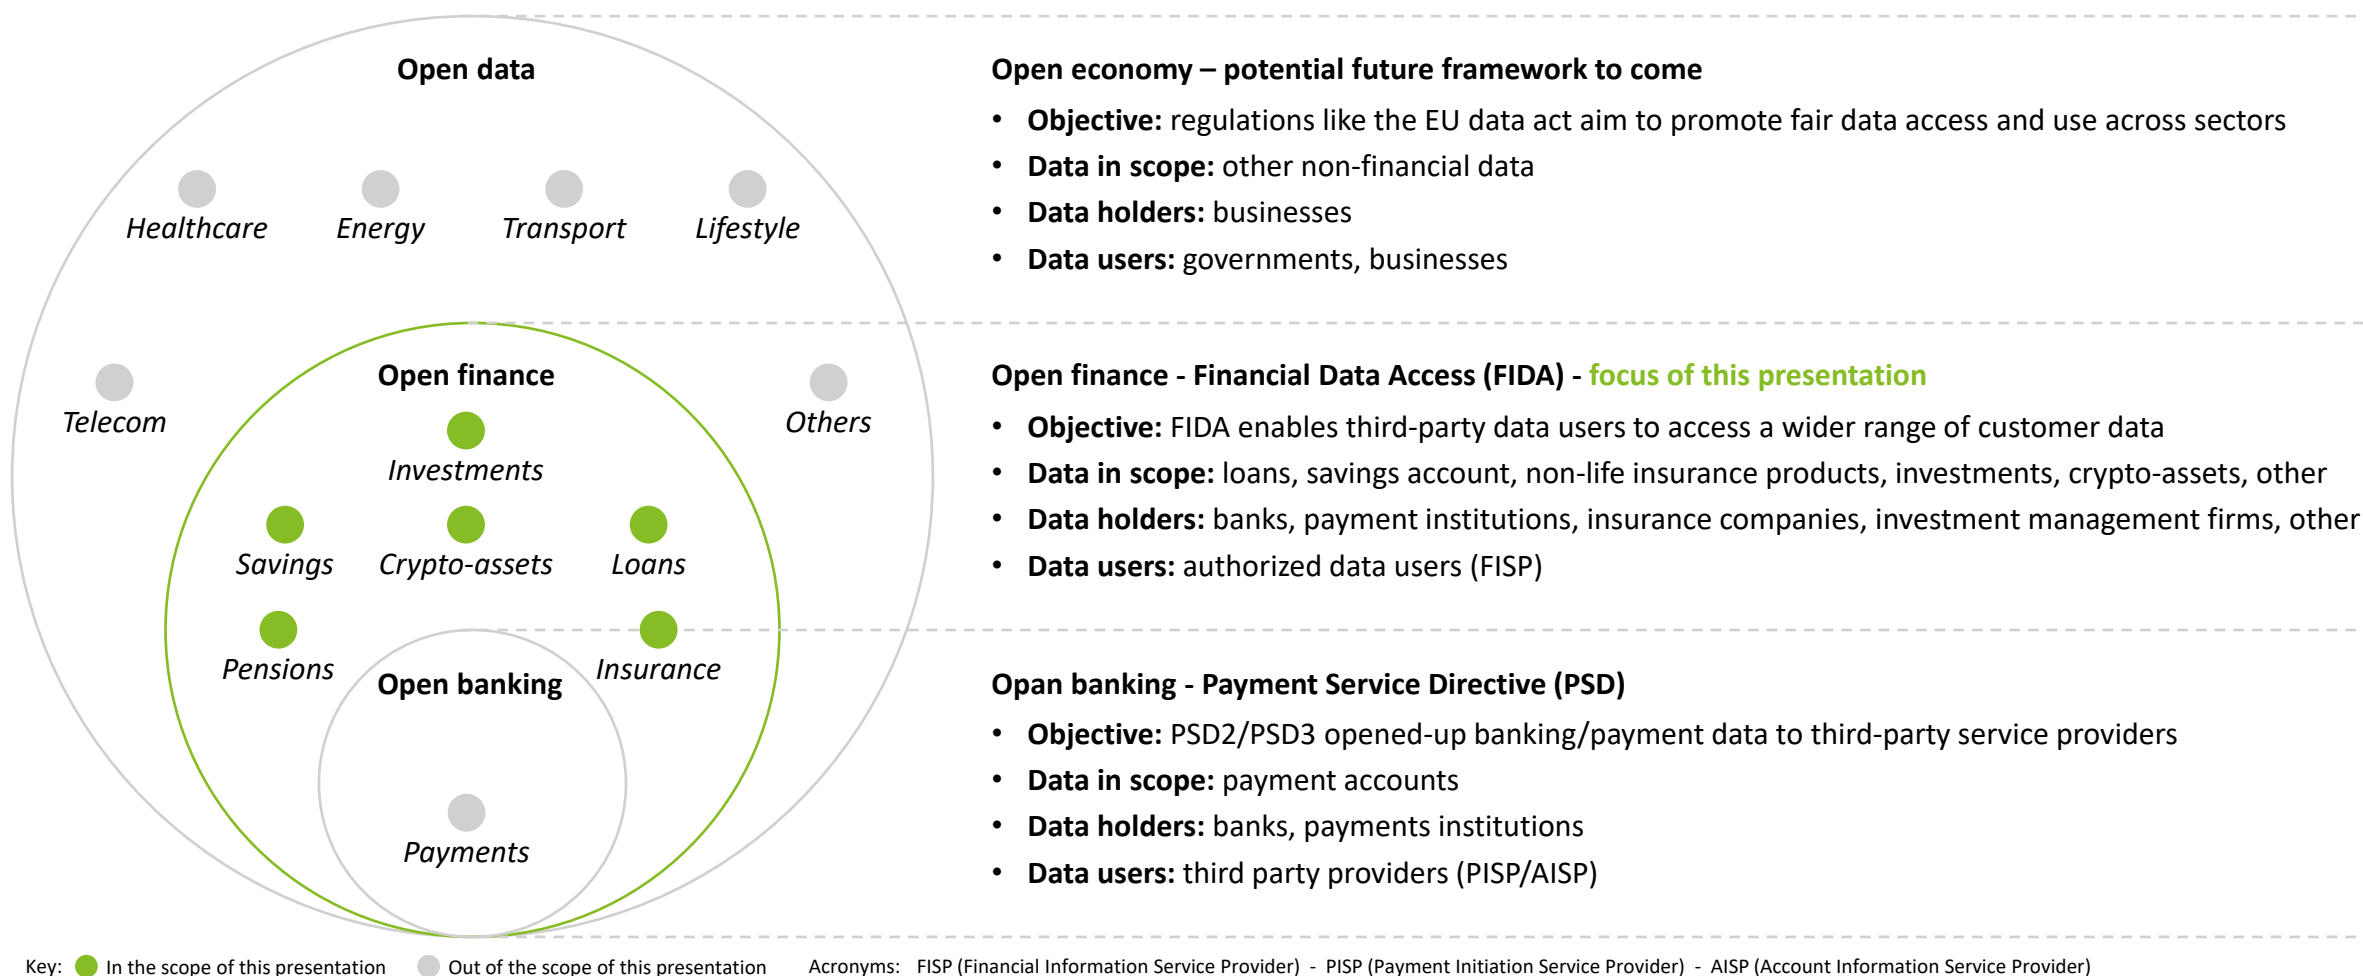 Open data
Healthcare
Energy
Transport
Lifestyle
Telecom
Others
Open finance
Investments
Savings
Crypto-assets
Loans
Pensions
Insurance
Open banking
Payments
Open economy – potential future framework to come
• Objective: regulations like the EU data act aim to promote fair data access and use across sectors
• Data in scope: other non-financial data
• Data holders: businesses
• Data users: governments, businesses
Open finance - Financial Data Access (FIDA) - focus of this presentation
• Objective: FIDA enables third-party data users to access a wider range of customer data
• Data in scope: loans, savings account, non-life insurance products, investments, crypto-assets, other
• Data holders: banks, payment institutions, insurance companies, investment management firms, other
• Data users: authorized data users (FISP)
Opan banking - Payment Service Directive (PSD)
• Objective: PSD2/PSD3 opened-up banking/payment data to third-party service providers
• Data in scope: payment accounts
• Data holders: banks, payments institutions
• Data users: third party providers (PISP/AISP)
Key: In the scope of this presentation Out of the scope of this presentation Acronyms: FISP (Financial Information Service Provider) - PISP (Payment Initiation Service Provider) - AISP (Account Information Service Provider)